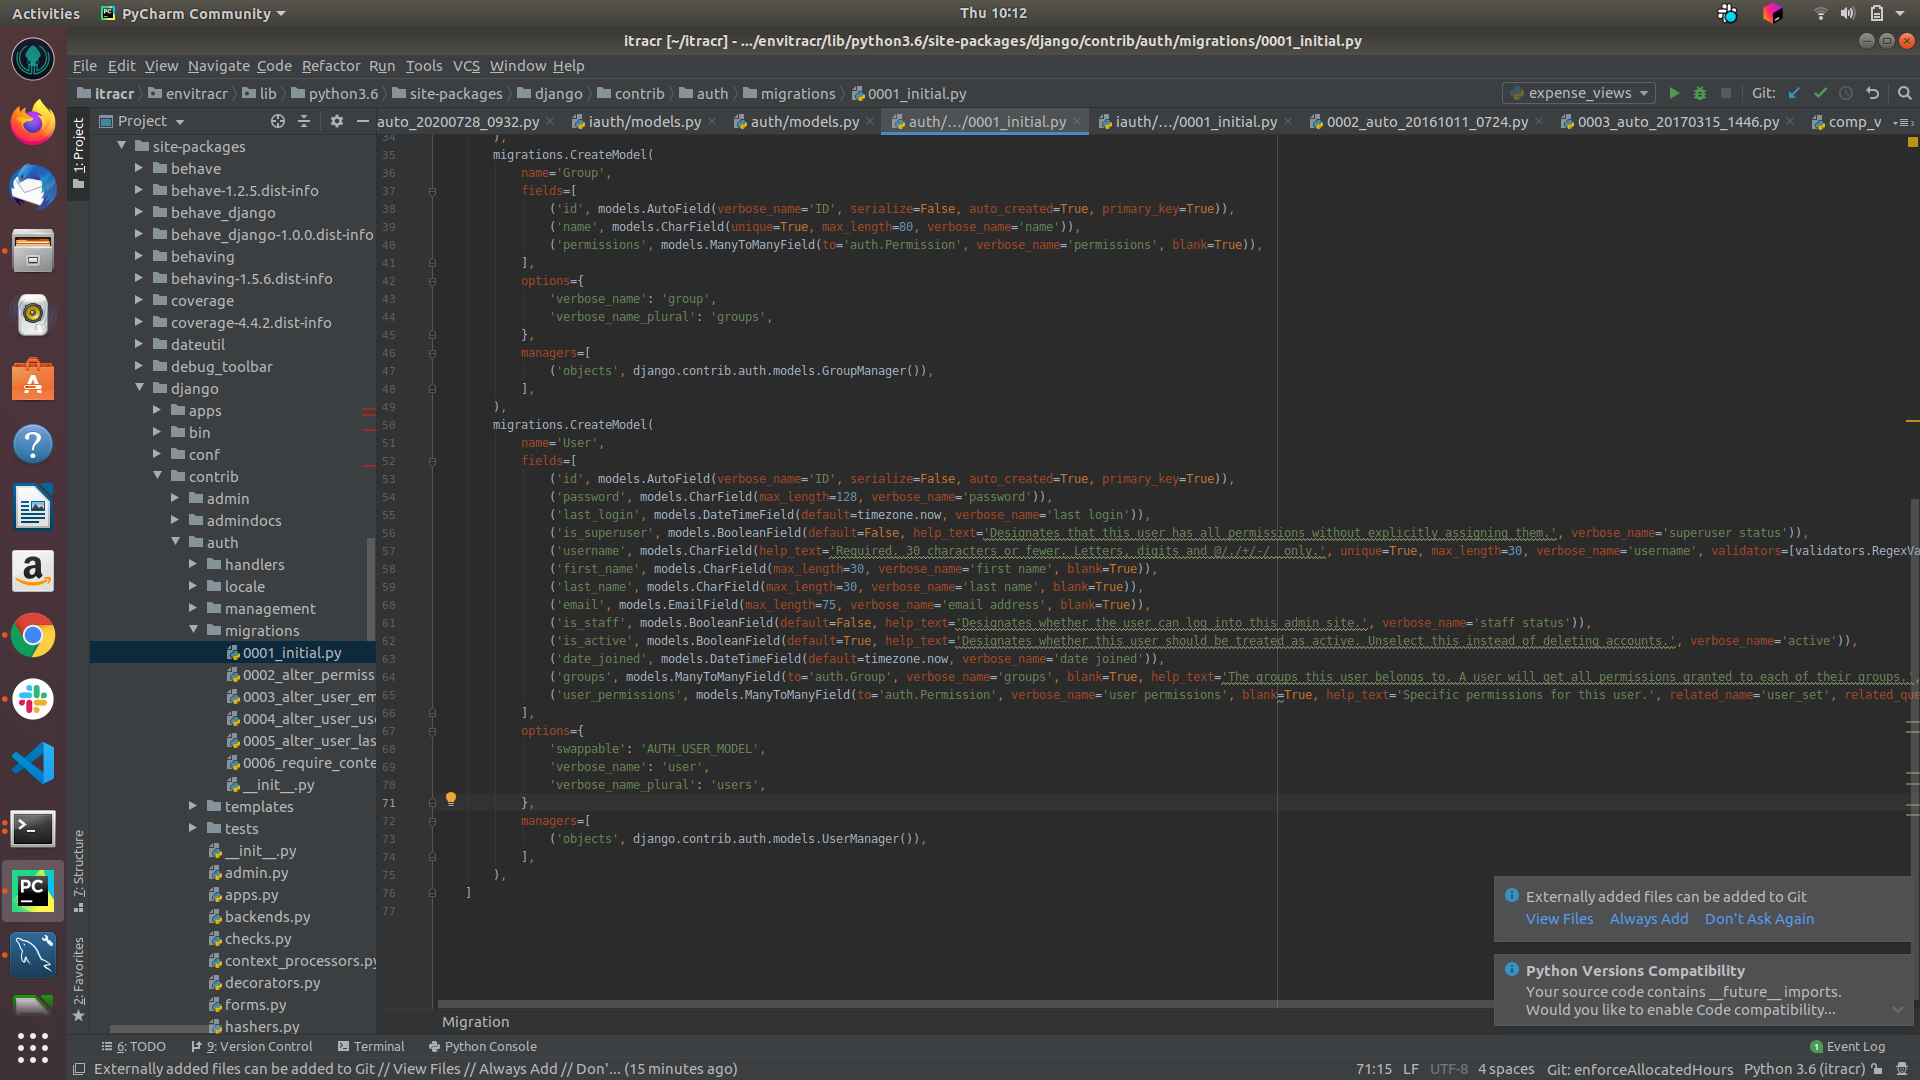 Activities
PyCharm Community
Thu 10:12
itracr [~/itracr] - .../envitracr/lib/python3.6/site-packages/django/contrib/auth/migrations/0001_initial.py
File Edit View Navigate Code Refactor Run Tools VCS Window Help
itracr envitracr lib python3.6 site-packages django contrib auth migrations 0001_initial.py
expense_views
Git:
Project
auto_20200728_0932.py iauth/models.py auth/models.py auth/.../0001_initial.py iauth/.../0001_initial.py 0002_auto_20161011_0724.py 0003_auto_20170315_1446.py comp_v
1: Project
7: Structure
2: Favorites
site-packages
behave
behave-1.2.5.dist-info
behave_django
behave_django-1.0.0.dist-info
behaving
behaving-1.5.6.dist-info
coverage
coverage-4.4.2.dist-info
dateutil
debug_toolbar
django
apps
bin
conf
contrib
admin
admindocs
auth
handlers
locale
management
migrations
0001_initial.py
0002_alter_permiss
0003_alter_user_em
0004_alter_user_use
0005_alter_user_las
0006_require_conte
__init__.py
templates
tests
__init__.py
admin.py
apps.py
backends.py
checks.py
context_processors.py
decorators.py
forms.py
hashers.py
34 ),
35 migrations.CreateModel(
36 name='Group',
37 fields=[
38 ('id', models.AutoField(verbose_name='ID', serialize=False, auto_created=True, primary_key=True)),
39 ('name', models.CharField(unique=True, max_length=80, verbose_name='name')),
40 ('permissions', models.ManyToManyField(to='auth.Permission', verbose_name='permissions', blank=True)),
41 ],
42 options={
43 'verbose_name': 'group',
44 'verbose_name_plural': 'groups',
45 },
46 managers=[
47 ('objects', django.contrib.auth.models.GroupManager()),
48 ],
49 ),
50 migrations.CreateModel(
51 name='User',
52 fields=[
53 ('id', models.AutoField(verbose_name='ID', serialize=False, auto_created=True, primary_key=True)),
54 ('password', models.CharField(max_length=128, verbose_name='password')),
55 ('last_login', models.DateTimeField(default=timezone.now, verbose_name='last login')),
56 ('is_superuser', models.BooleanField(default=False, help_text='Designates that this user has all permissions without explicitly assigning them.', verbose_name='superuser status')),
57 ('username', models.CharField(help_text='Required. 30 characters or fewer. Letters, digits and @/./+/-/_ only.', unique=True, max_length=30, verbose_name='username', validators=[validators.RegexVa
58 ('first_name', models.CharField(max_length=30, verbose_name='first name', blank=True)),
59 ('last_name', models.CharField(max_length=30, verbose_name='last name', blank=True)),
60 ('email', models.EmailField(max_length=75, verbose_name='email address', blank=True)),
61 ('is_staff', models.BooleanField(default=False, help_text='Designates whether the user can log into this admin site.', verbose_name='staff status')),
62 ('is_active', models.BooleanField(default=True, help_text='Designates whether this user should be treated as active. Unselect this instead of deleting accounts.', verbose_name='active')),
63 ('date_joined', models.DateTimeField(default=timezone.now, verbose_name='date joined')),
64 ('groups', models.ManyToManyField(to='auth.Group', verbose_name='groups', blank=True, help_text='The groups this user belongs to. A user will get all permissions granted to each of their groups.',
65 ('user_permissions', models.ManyToManyField(to='auth.Permission', verbose_name='user permissions', blank=True, help_text='Specific permissions for this user.', related_name='user_set', related_que
66 ],
67 options={
68 'swappable': 'AUTH_USER_MODEL',
69 'verbose_name': 'user',
70 'verbose_name_plural': 'users',
71 },
72 managers=[
73 ('objects', django.contrib.auth.models.UserManager()),
74 ],
75 ),
76 ]
77
Externally added files can be added to Git
View Files Always Add Don't Ask Again
Python Versions Compatibility
Your source code contains __future__ imports.
Would you like to enable Code compatibility...
Migration
6: TODO 9: Version Control Terminal Python Console
1 Event Log
Externally added files can be added to Git // View Files // Always Add // Don'... (15 minutes ago)
71:15 LF UTF-8 4 spaces Git: enforceAllocatedHours Python 3.6 (itracr)